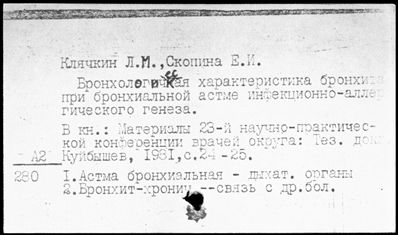 Клячкин Л.М., Скопина Е.И.
Бронхологическая характеристика бронхита
при бронхиальной астме инфекционно-аллер-
гического генеза.
В кн.: Материалы 23-й научно-практичес-
кой конференции врачей округа: Тез. докл
А2 Куйбышев, 1981, с.24-25.
280 1.Астма бронхиальная - дыхат. органы
2.Бронхит-хронич --связь с др.бол.